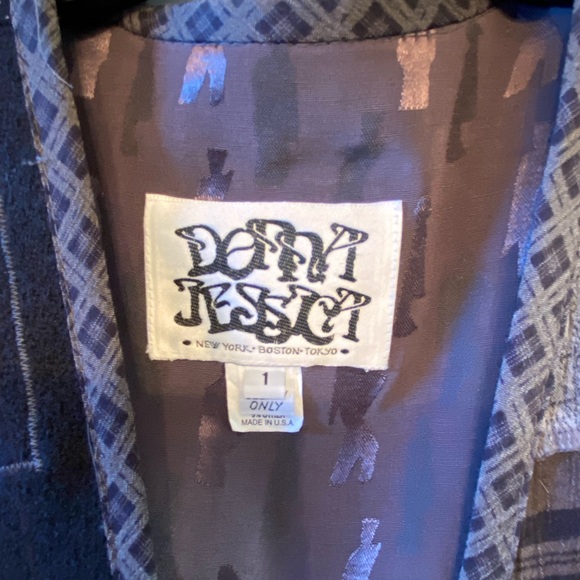 DONNA
JESSICA
• NEW YORK • BOSTON • TOKYO •
1
ONLY
MADE IN U.S.A.